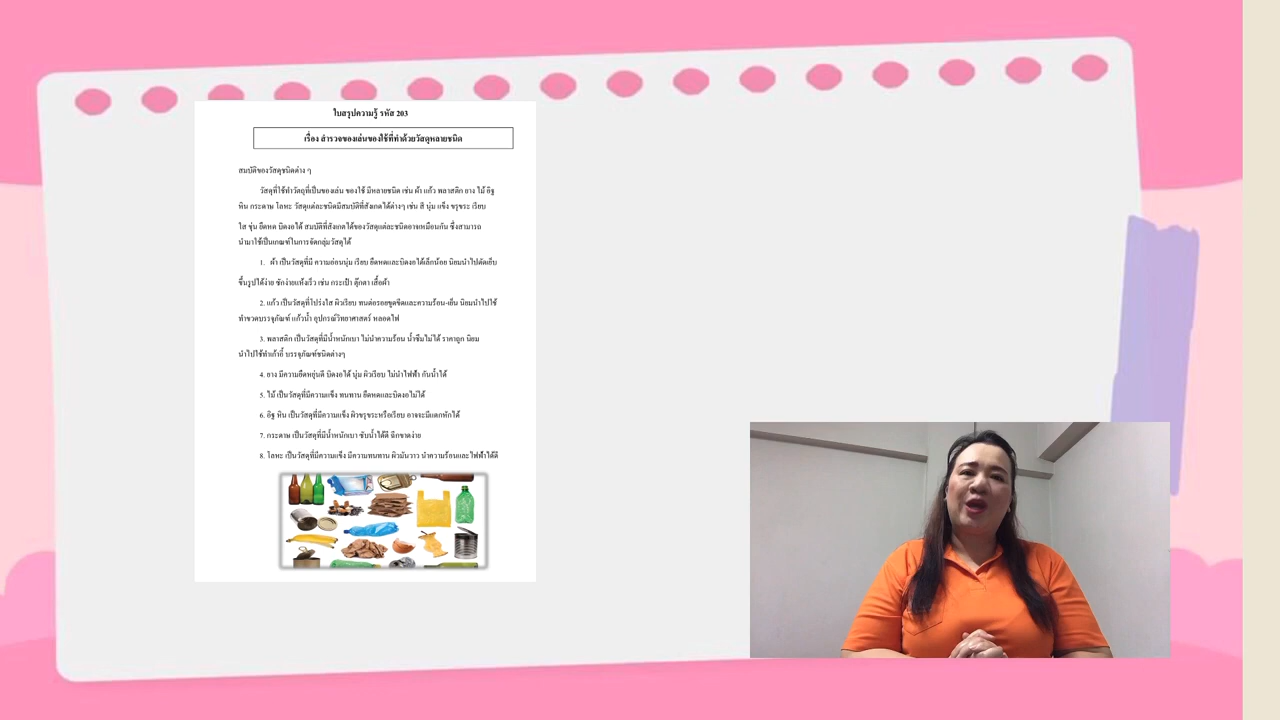 ใบสรุปความรู้ รหัส 203
เรื่อง สำรวจของเล่นของใช้ที่ทำด้วยวัสดุหลายชนิด
สมบัติของวัสดุชนิดต่าง ๆ
วัสดุที่ใช้ทำวัตถุที่เป็นของเล่น ของใช้ มีหลายชนิด เช่น ผ้า แก้ว พลาสติก ยาง ไม้ อิฐ
หิน กระดาษ โลหะ วัสดุแต่ละชนิดมีสมบัติที่สังเกตได้ต่างๆ เช่น สี นุ่ม แข็ง ขรุขระ เรียบ
ใส ขุ่น ยืดหด บิดงอได้ สมบัติที่สังเกตได้ของวัสดุแต่ละชนิดอาจเหมือนกัน ซึ่งสามารถ
นำมาใช้เป็นเกณฑ์ในการจัดกลุ่มวัสดุได้
1. ผ้า เป็นวัสดุที่มี ความอ่อนนุ่ม เรียบ ยืดหดและบิดงอได้เล็กน้อย นิยมนำไปตัดเย็บ
ขึ้นรูปได้ง่าย ซักง่ายแห้งเร็ว เช่น กระเป๋า ตุ๊กตา เสื้อผ้า
2. แก้ว เป็นวัสดุที่โปร่งใส ผิวเรียบ ทนต่อรอยขูดขีดและความร้อน-เย็น นิยมนำไปใช้
ทำขวดบรรจุภัณฑ์ แก้วน้ำ อุปกรณ์วิทยาศาสตร์ หลอดไฟ
3. พลาสติก เป็นวัสดุที่มีน้ำหนักเบา ไม่นำความร้อน น้ำซึมไม่ได้ ราคาถูก นิยม
นำไปใช้ทำเก้าอี้ บรรจุภัณฑ์ชนิดต่างๆ
4. ยาง มีความยืดหยุ่นดี บิดงอได้ นุ่ม ผิวเรียบ ไม่นำไฟฟ้า กันน้ำได้
5. ไม้ เป็นวัสดุที่มีความแข็ง ทนทาน ยืดหดและบิดงอไม่ได้
6. อิฐ หิน เป็นวัสดุที่มีความแข็ง ผิวขรุขระหรือเรียบ อาจจะมีแตกหักได้
7. กระดาษ เป็นวัสดุที่มีน้ำหนักเบา ซับน้ำได้ดี ฉีกขาดง่าย
8. โลหะ เป็นวัสดุที่มีความแข็ง มีความทนทาน ผิวมันวาว นำความร้อนและไฟฟ้าได้ดี